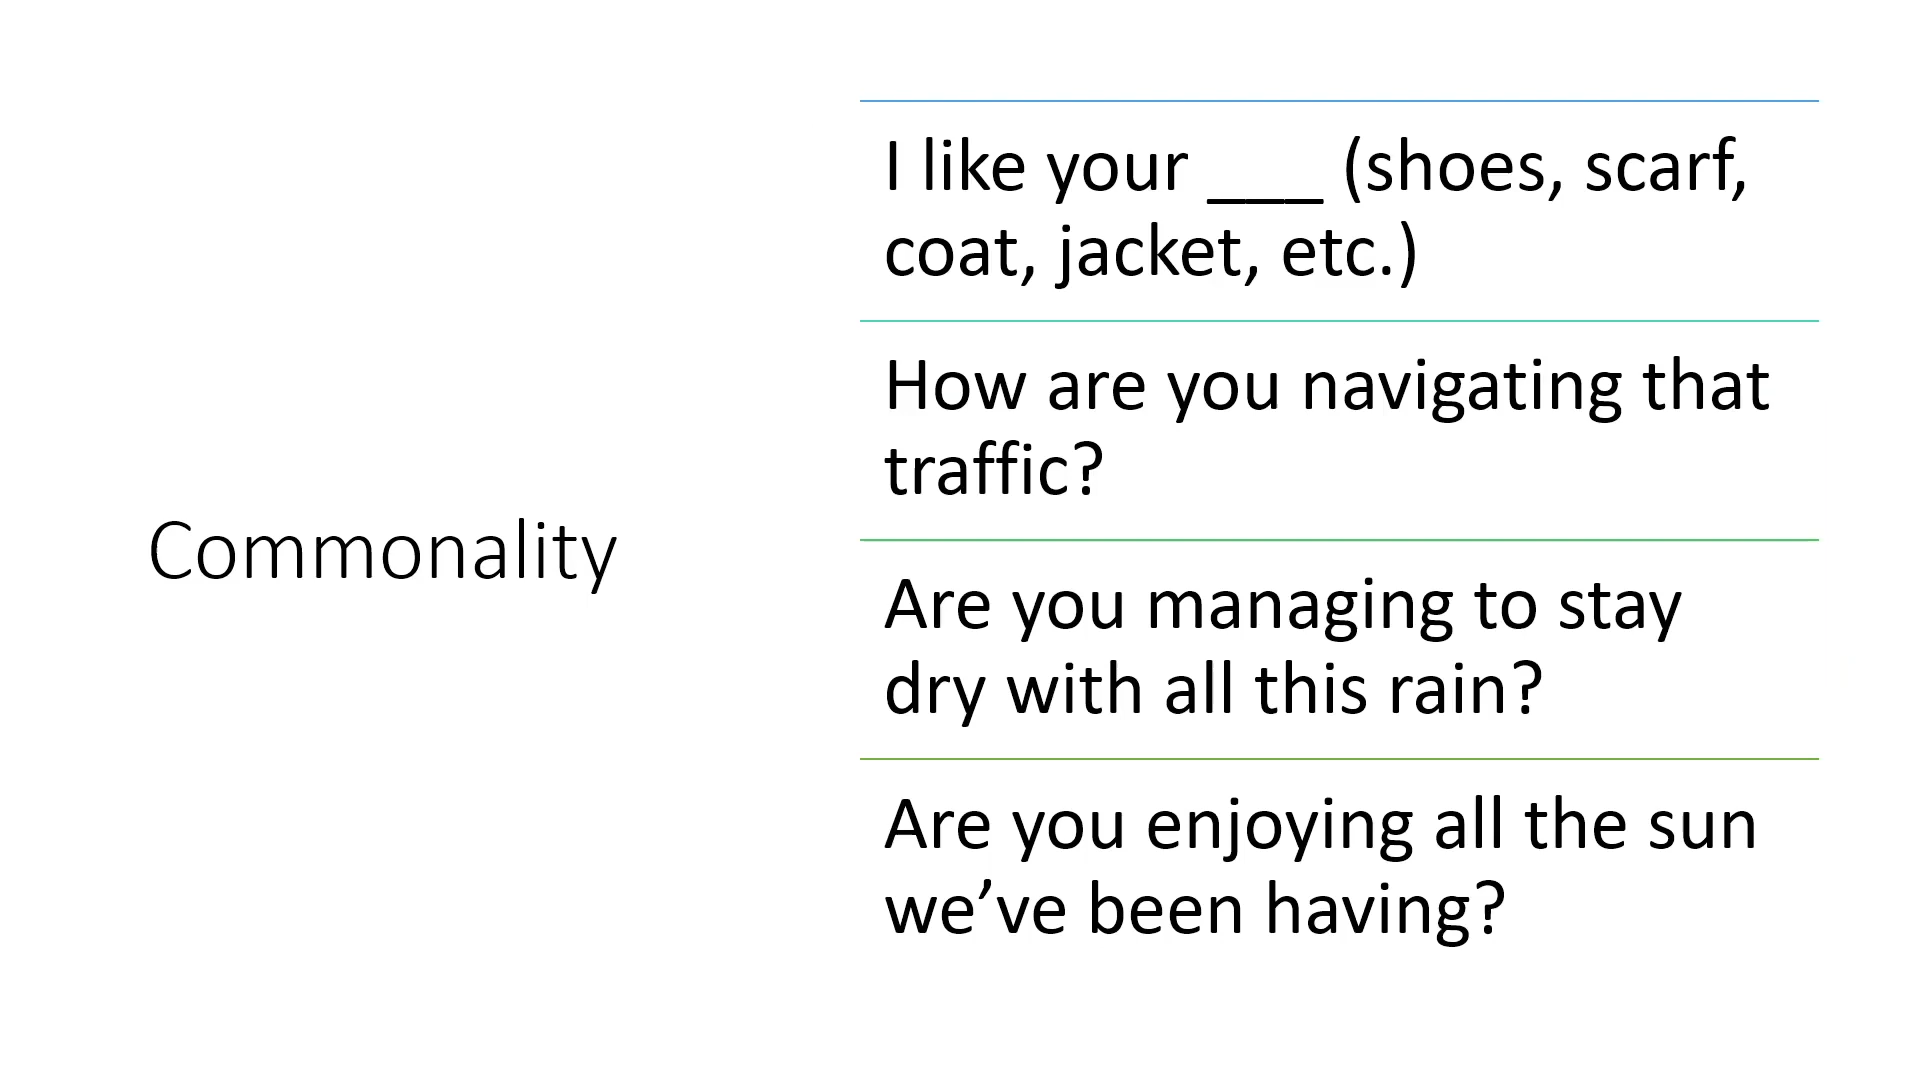 Commonality
I like your ___ (shoes, scarf,
coat, jacket, etc.)
How are you navigating that
traffic?
Are you managing to stay
dry with all this rain?
Are you enjoying all the sun
we’ve been having?